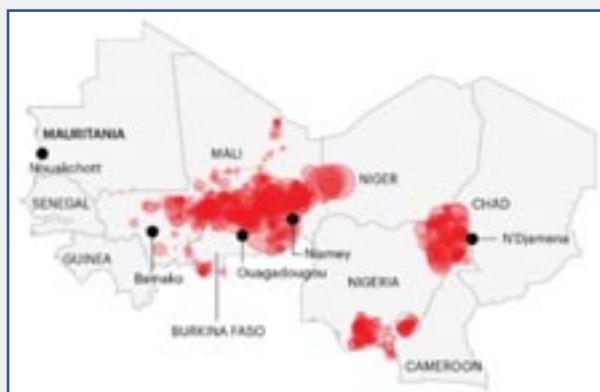 MAURITANIA
Nouakchott
MALI
NIGER
SENEGAL
CHAD
N'Djamena
Niamey
GUINEA
Bamako
Ouagadougou
NIGERIA
BURKINA FASO
CAMEROON